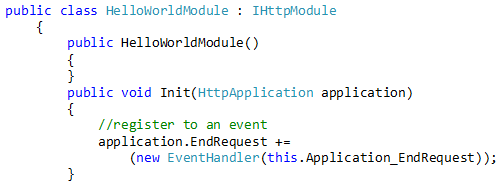 public class HelloWorldModule : IHttpModule
{
public HelloWorldModule()
{
}
public void Init(HttpApplication application)
{
//register to an event
application.EndRequest +=
(new EventHandler(this.Application_EndRequest));
}